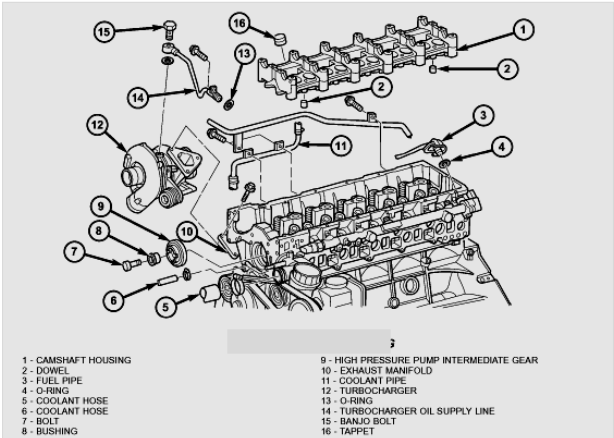 15
16
1
13
2
2
14
3
12
11
4
9
8
10
7
6
5
G
1 - CAMSHAFT HOUSING
2 - DOWEL
3 - FUEL PIPE
4 - O-RING
5 - COOLANT HOSE
6 - COOLANT HOSE
7 - BOLT
8 - BUSHING
9 - HIGH PRESSURE PUMP INTERMEDIATE GEAR
10 - EXHAUST MANIFOLD
11 - COOLANT PIPE
12 - TURBOCHARGER
13 - O-RING
14 - TURBOCHARGER OIL SUPPLY LINE
15 - BANJO BOLT
16 - TAPPET